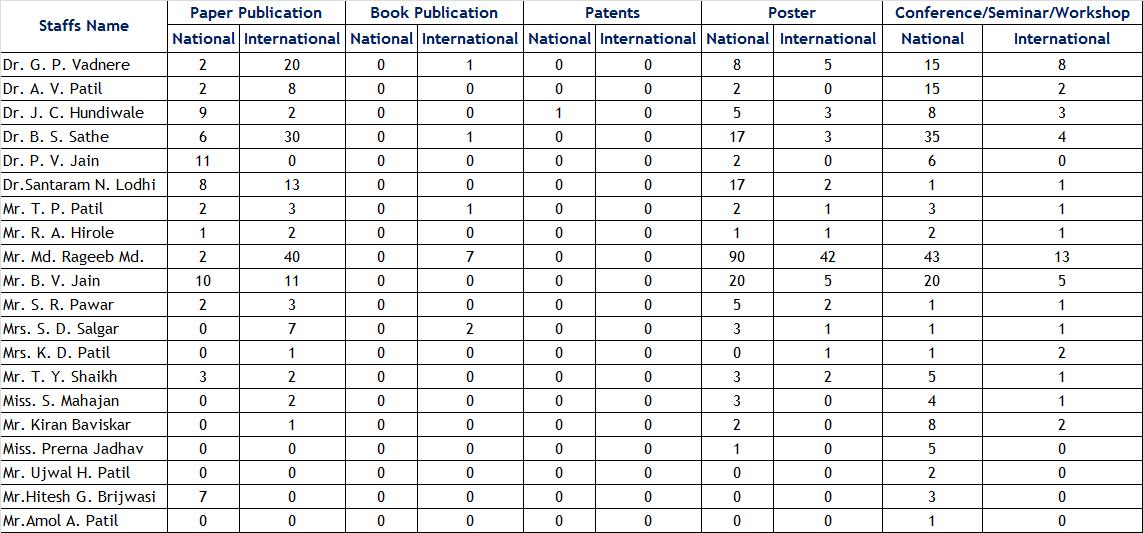 Staffs Name Paper Publication Book Publication Patents Poster Conference/Seminar/Workshop
National International National International National International National International National International
Dr. G. P. Vadnere 2 20 0 1 0 0 8 5 15 8
Dr. A. V. Patil 2 8 0 0 0 0 2 0 15 2
Dr. J. C. Hundiwale 9 2 0 0 1 0 5 3 8 3
Dr. B. S. Sathe 6 30 0 1 0 0 17 3 35 4
Dr. P. V. Jain 11 0 0 0 0 0 2 0 6 0
Dr.Santaram N. Lodhi 8 13 0 0 0 0 17 2 1 1
Mr. T. P. Patil 2 3 0 1 0 0 2 1 3 1
Mr. R. A. Hirole 1 2 0 0 0 0 1 1 2 1
Mr. Md. Rageeb Md. 2 40 0 7 0 0 90 42 43 13
Mr. B. V. Jain 10 11 0 0 0 0 20 5 20 5
Mr. S. R. Pawar 2 3 0 0 0 0 5 2 1 1
Mrs. S. D. Salgar 0 7 0 2 0 0 3 1 1 1
Mrs. K. D. Patil 0 1 0 0 0 0 0 1 1 2
Mr. T. Y. Shaikh 3 2 0 0 0 0 3 2 5 1
Miss. S. Mahajan 0 2 0 0 0 0 3 0 4 1
Mr. Kiran Baviskar 0 1 0 0 0 0 2 0 8 2
Miss. Prerna Jadhav 0 0 0 0 0 0 1 0 5 0
Mr. Ujwal H. Patil 0 0 0 0 0 0 0 0 2 0
Mr.Hitesh G. Brijwasi 7 0 0 0 0 0 0 0 3 0
Mr.Amol A. Patil 0 0 0 0 0 0 0 0 1 0